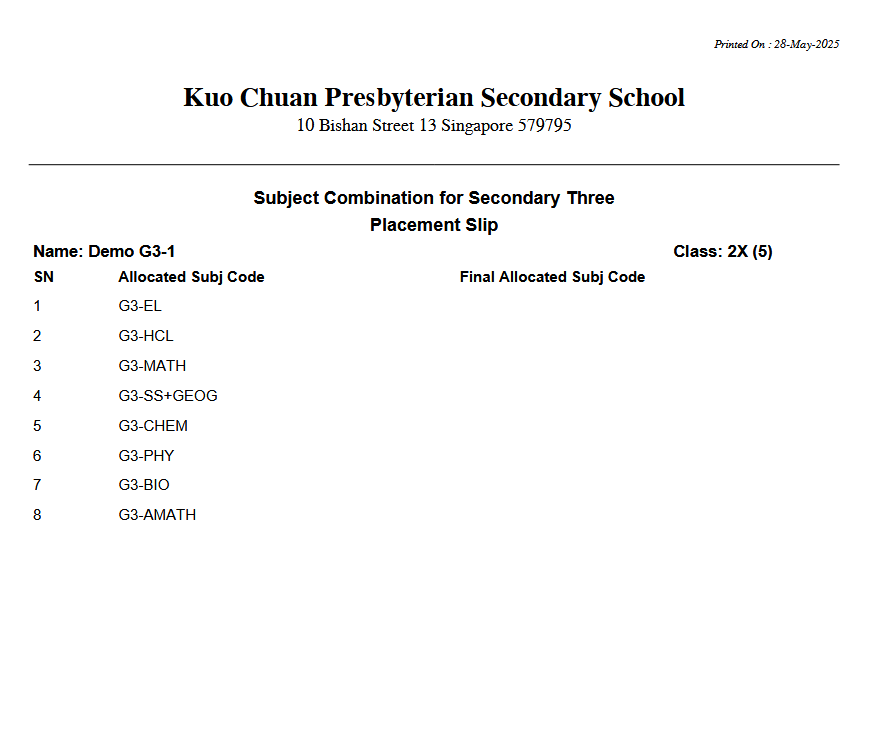 Printed On : 28-May-2025
Kuo Chuan Presbyterian Secondary School
10 Bishan Street 13 Singapore 579795
Subject Combination for Secondary Three
Placement Slip
Name: Demo G3-1 Class: 2X (5)
SN Allocated Subj Code Final Allocated Subj Code
1 G3-EL
2 G3-HCL
3 G3-MATH
4 G3-SS+GEOG
5 G3-CHEM
6 G3-PHY
7 G3-BIO
8 G3-AMATH